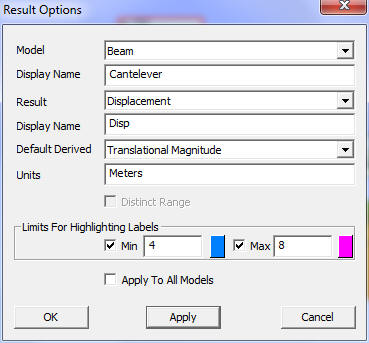 Result Options
Model Beam
Display Name Cantelever
Result Displacement
Display Name Disp
Default Derived Translational Magnitude
Units Meters
Distinct Range
Limits For Highlighting Labels
Min 4 Max 8
Apply To All Models
OK Apply Cancel